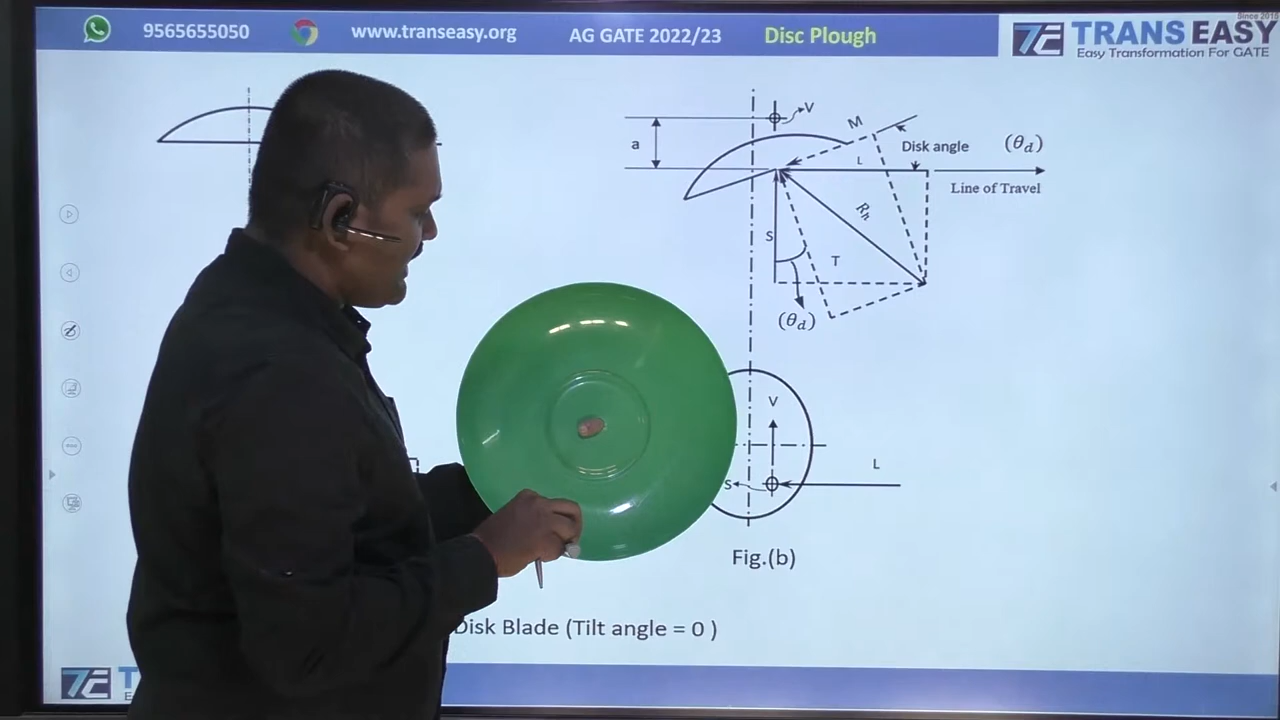 9565655050 www.transeasy.org AG GATE 2022/23 Disc Plough
Since 2015
TRANS EASY
Easy Transformation For GATE
V
M
a
Disk angle (θd)
L
Line of Travel
Rh
S
T
(θd)
V
L
S
Fig.(b)
Disk Blade (Tilt angle = 0 )